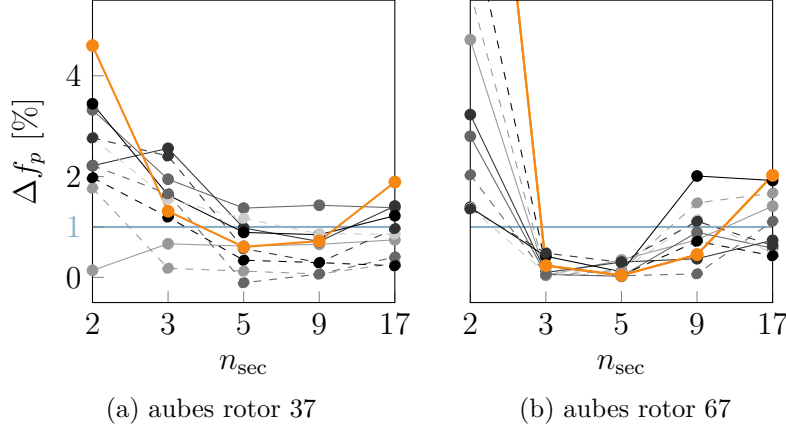 Δf_p [%]
4
2
1
0
2 3 5 9 17
n_sec
(a) aubes rotor 37
2 3 5 9 17
n_sec
(b) aubes rotor 67